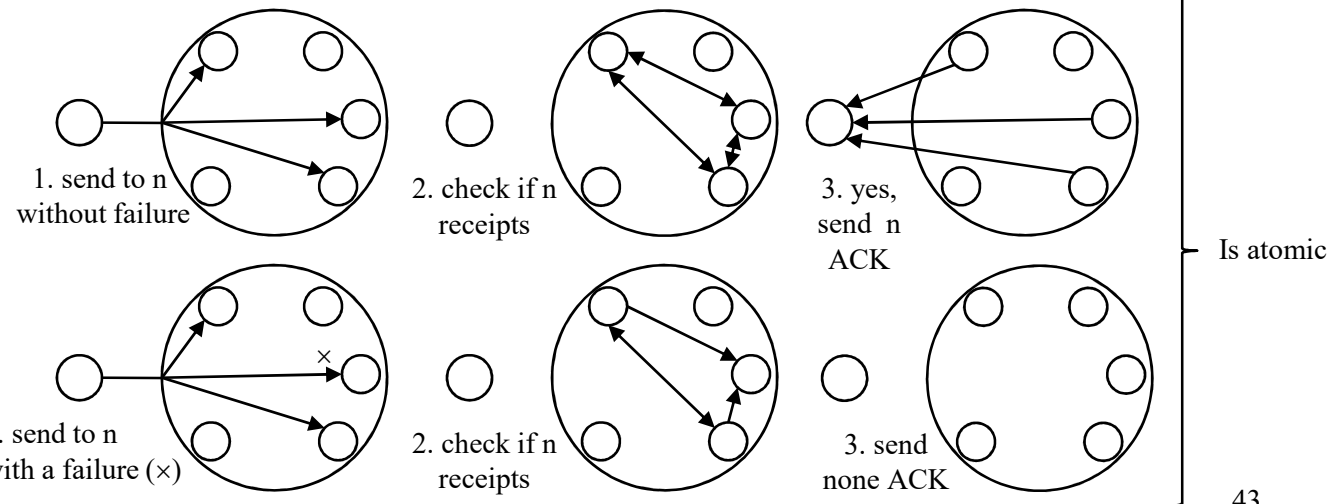 1. send to n
without failure
2. check if n
receipts
3. yes,
send n
ACK
Is atomic
×
. send to n
with a failure (×)
2. check if n
receipts
3. send
none ACK
43